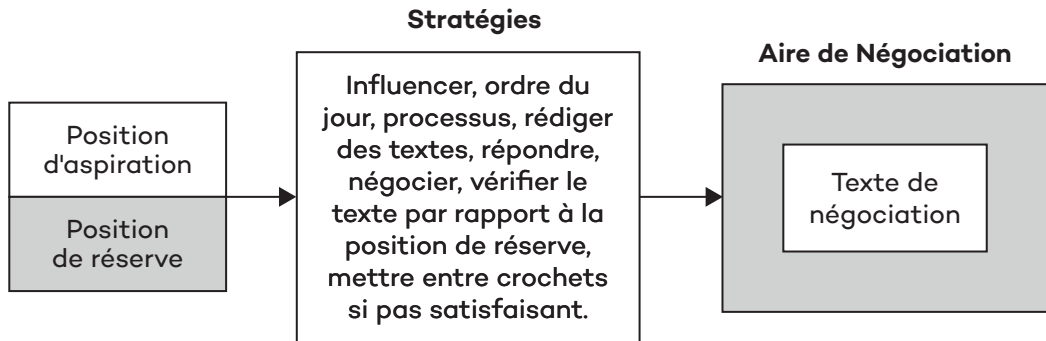 Stratégies
Aire de Négociation
Position
d'aspiration
Position
de réserve
Influencer, ordre du
jour, processus, rédiger
des textes, répondre,
négocier, vérifier le
texte par rapport à la
position de réserve,
mettre entre crochets
si pas satisfaisant.
Texte de
négociation